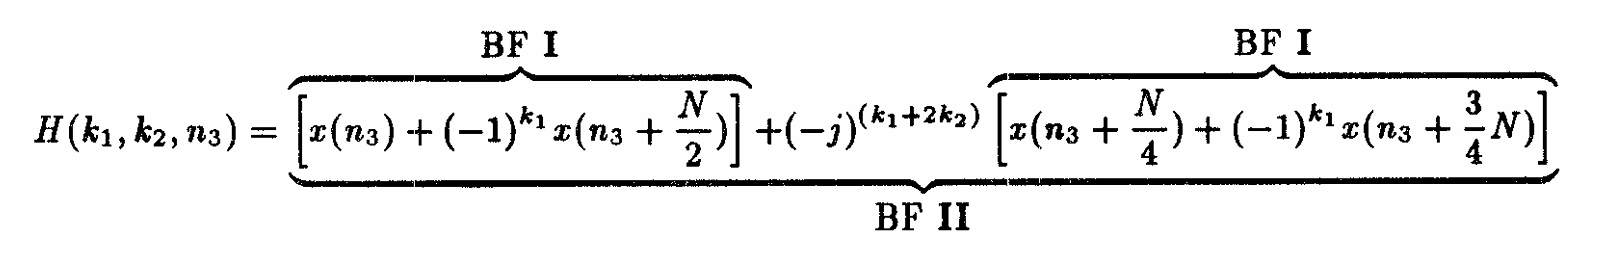 BF I BF I
H(k₁, k₂, n₃) = [x(n₃) + (−1)^{k₁} x(n₃ + N/2)] + (−j)^{(k₁+2k₂)} [x(n₃ + N/4) + (−1)^{k₁} x(n₃ + 3/4 N)]
BF II